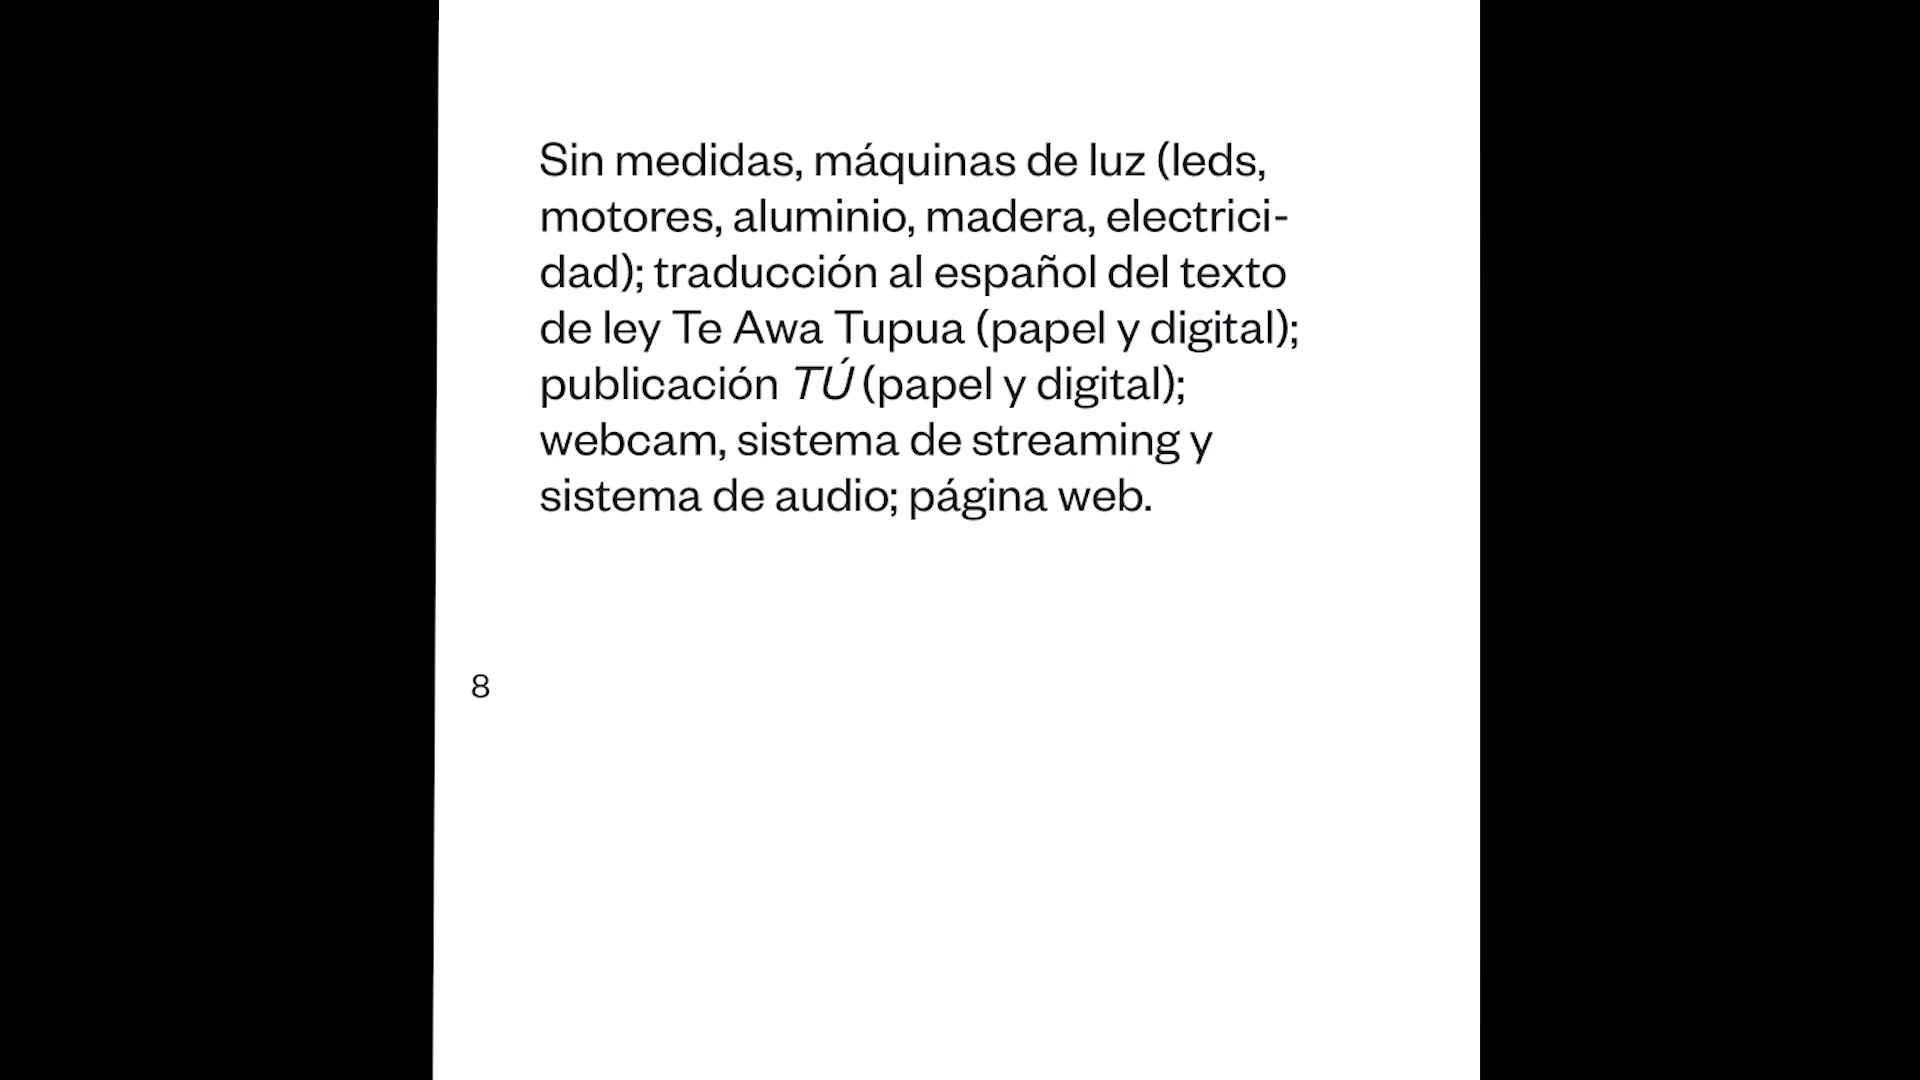 Sin medidas, máquinas de luz (leds,
motores, aluminio, madera, electrici-
dad); traducción al español del texto
de ley Te Awa Tupua (papel y digital);
publicación TÚ (papel y digital);
webcam, sistema de streaming y
sistema de audio; página web.
8